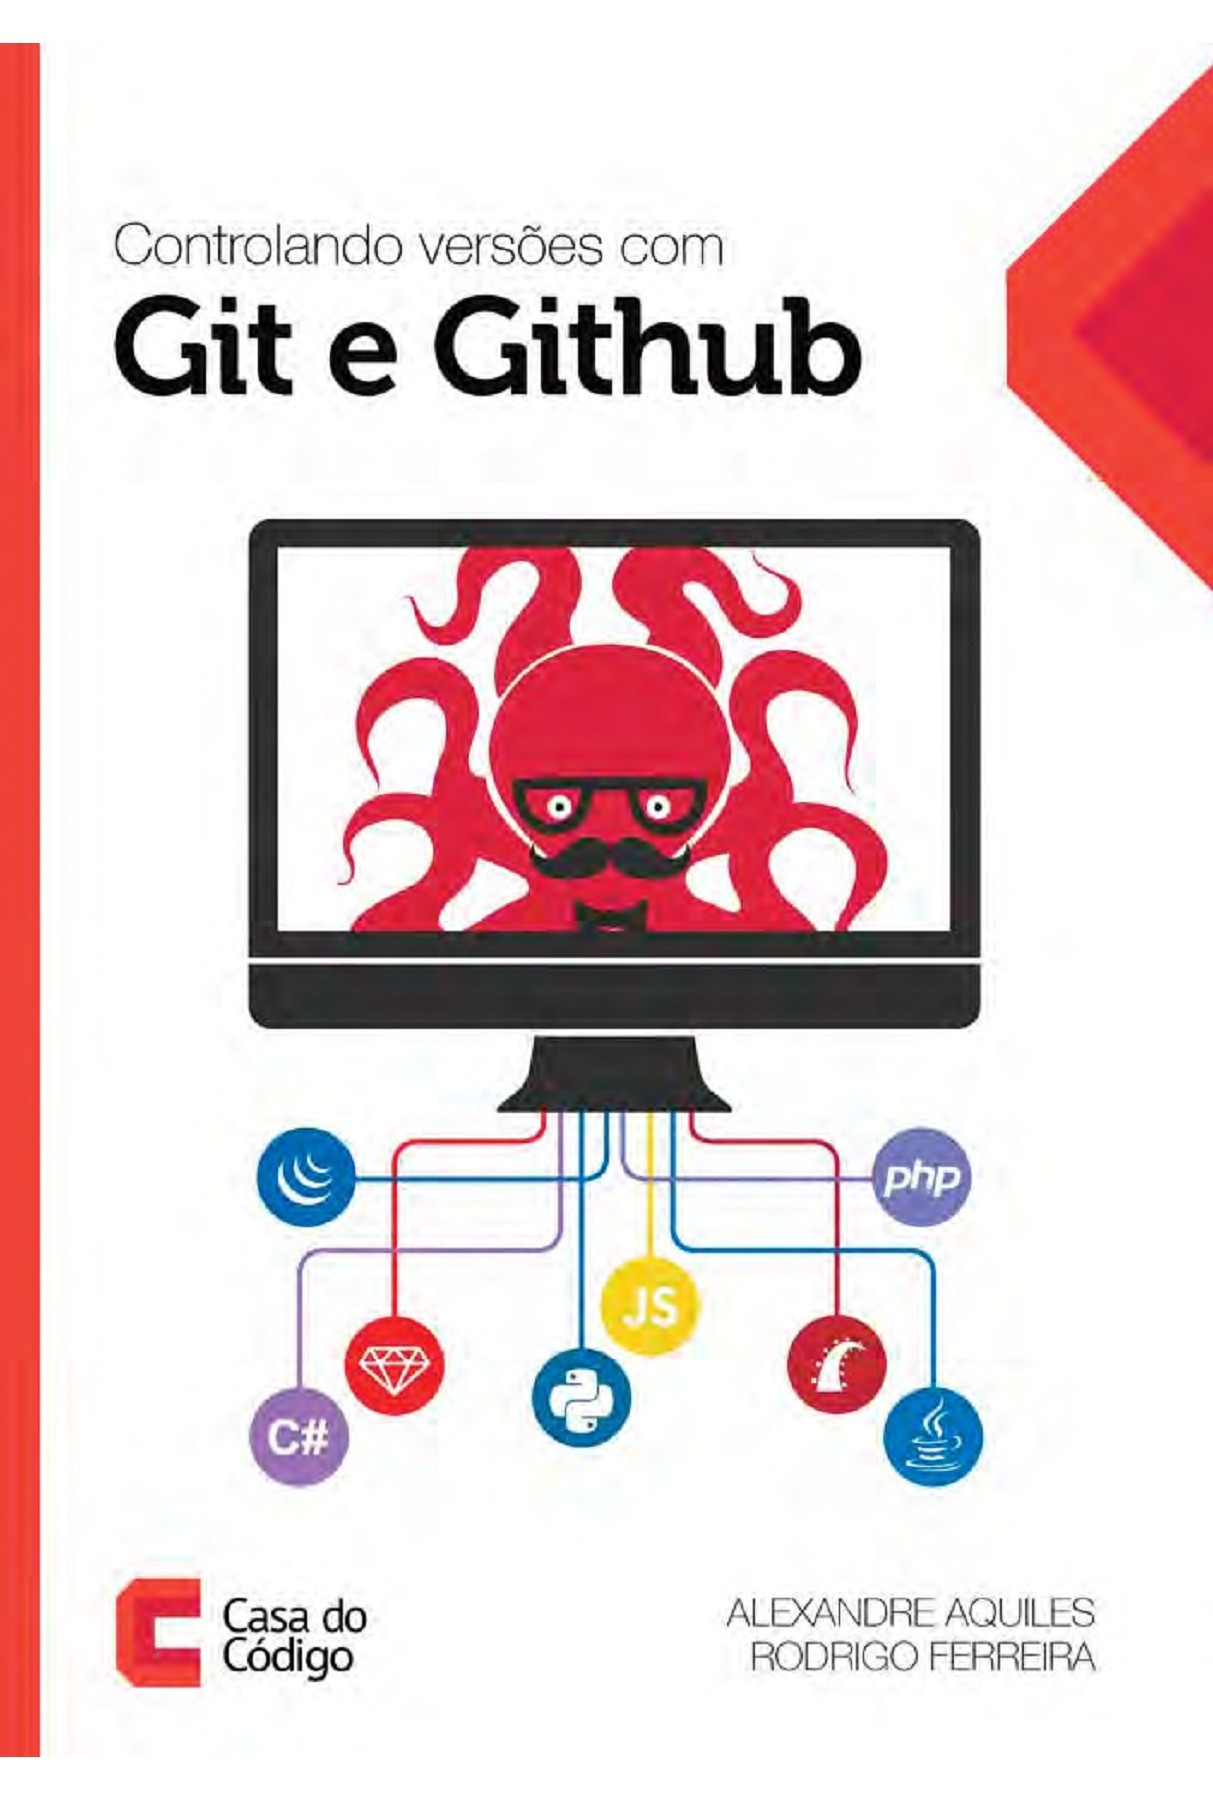 Controlando versões com
Git e Github
php
JS
C#
Casa do
Código
ALEXANDRE AQUILES
RODRIGO FERREIRA